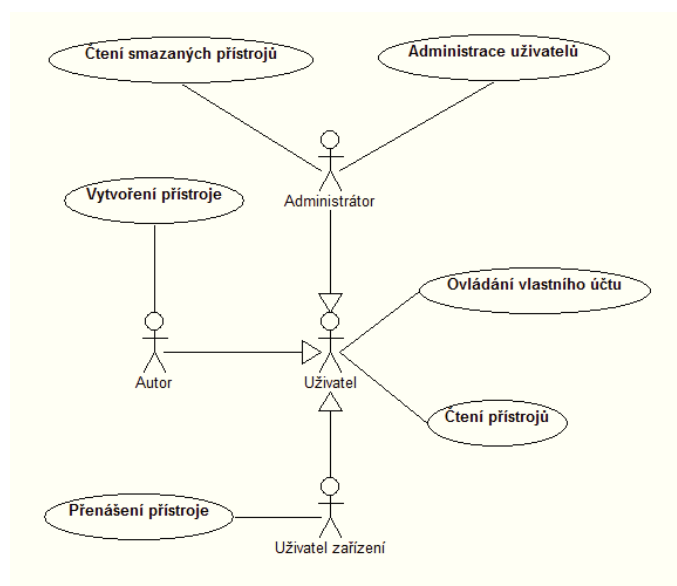 Čtení smazaných přístrojů
Administrace uživatelů
Administrátor
Vytvoření přístroje
Ovládání vlastního účtu
Autor
Uživatel
Čtení přístrojů
Přenášení přístroje
Uživatel zařízení